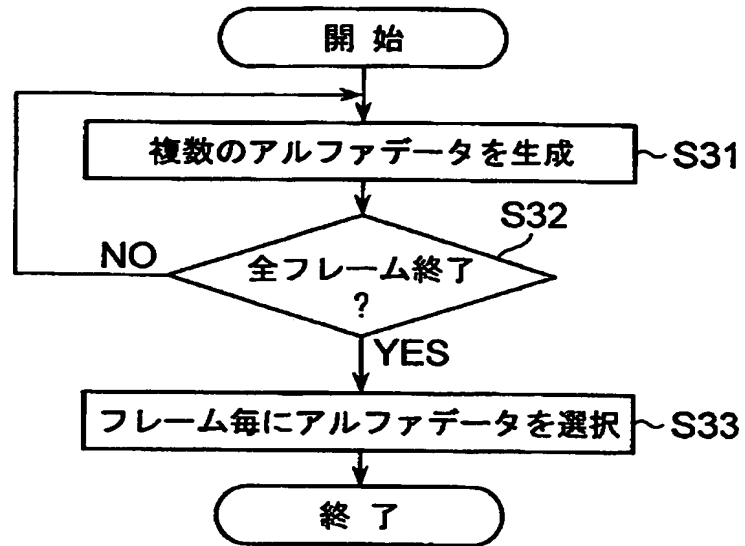 開始
複数のアルファデータを生成
S31
S32
全フレーム終了
?
NO
YES
フレーム毎にアルファデータを選択
S33
終了